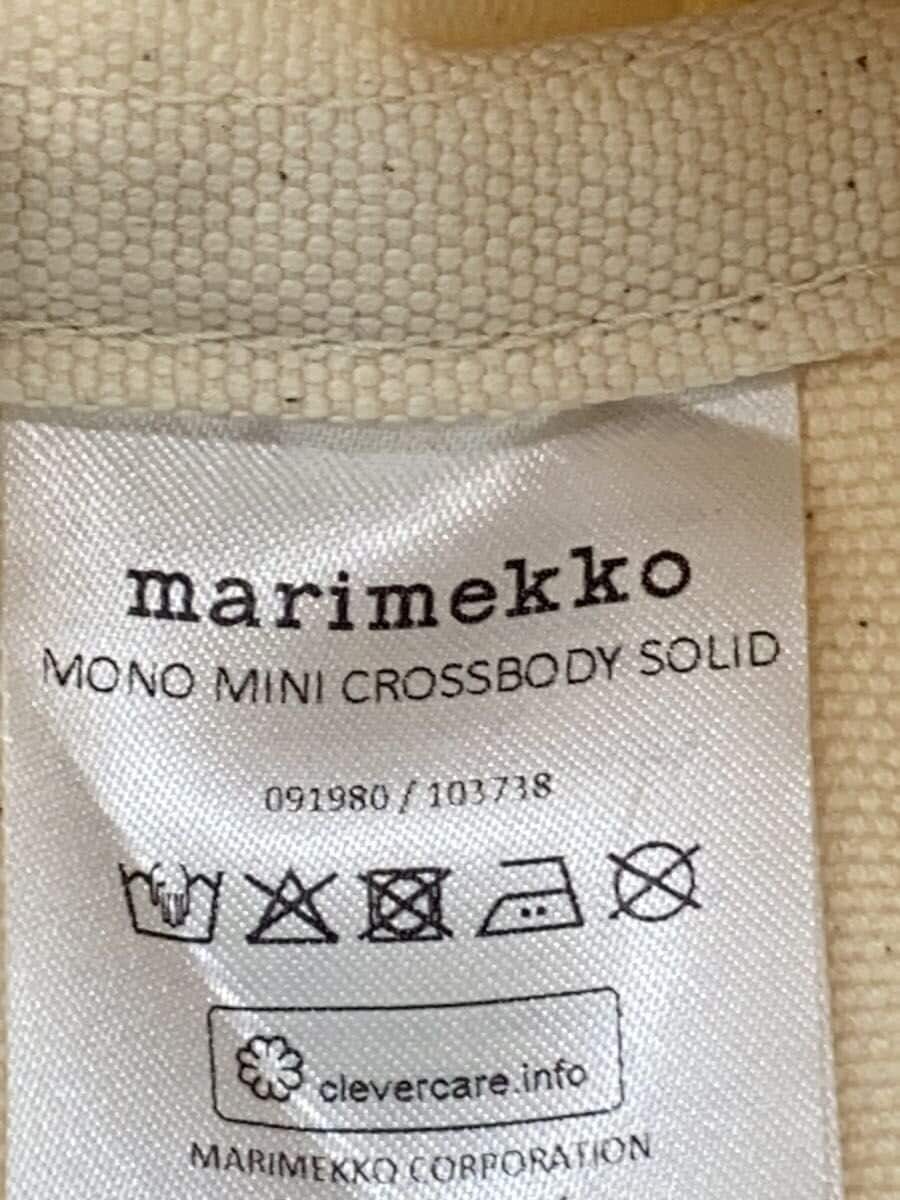 marimekko
MONO MINI CROSSBODY SOLID
091980 / 103738
clevercare.info
MARIMEKKO CORPORATION